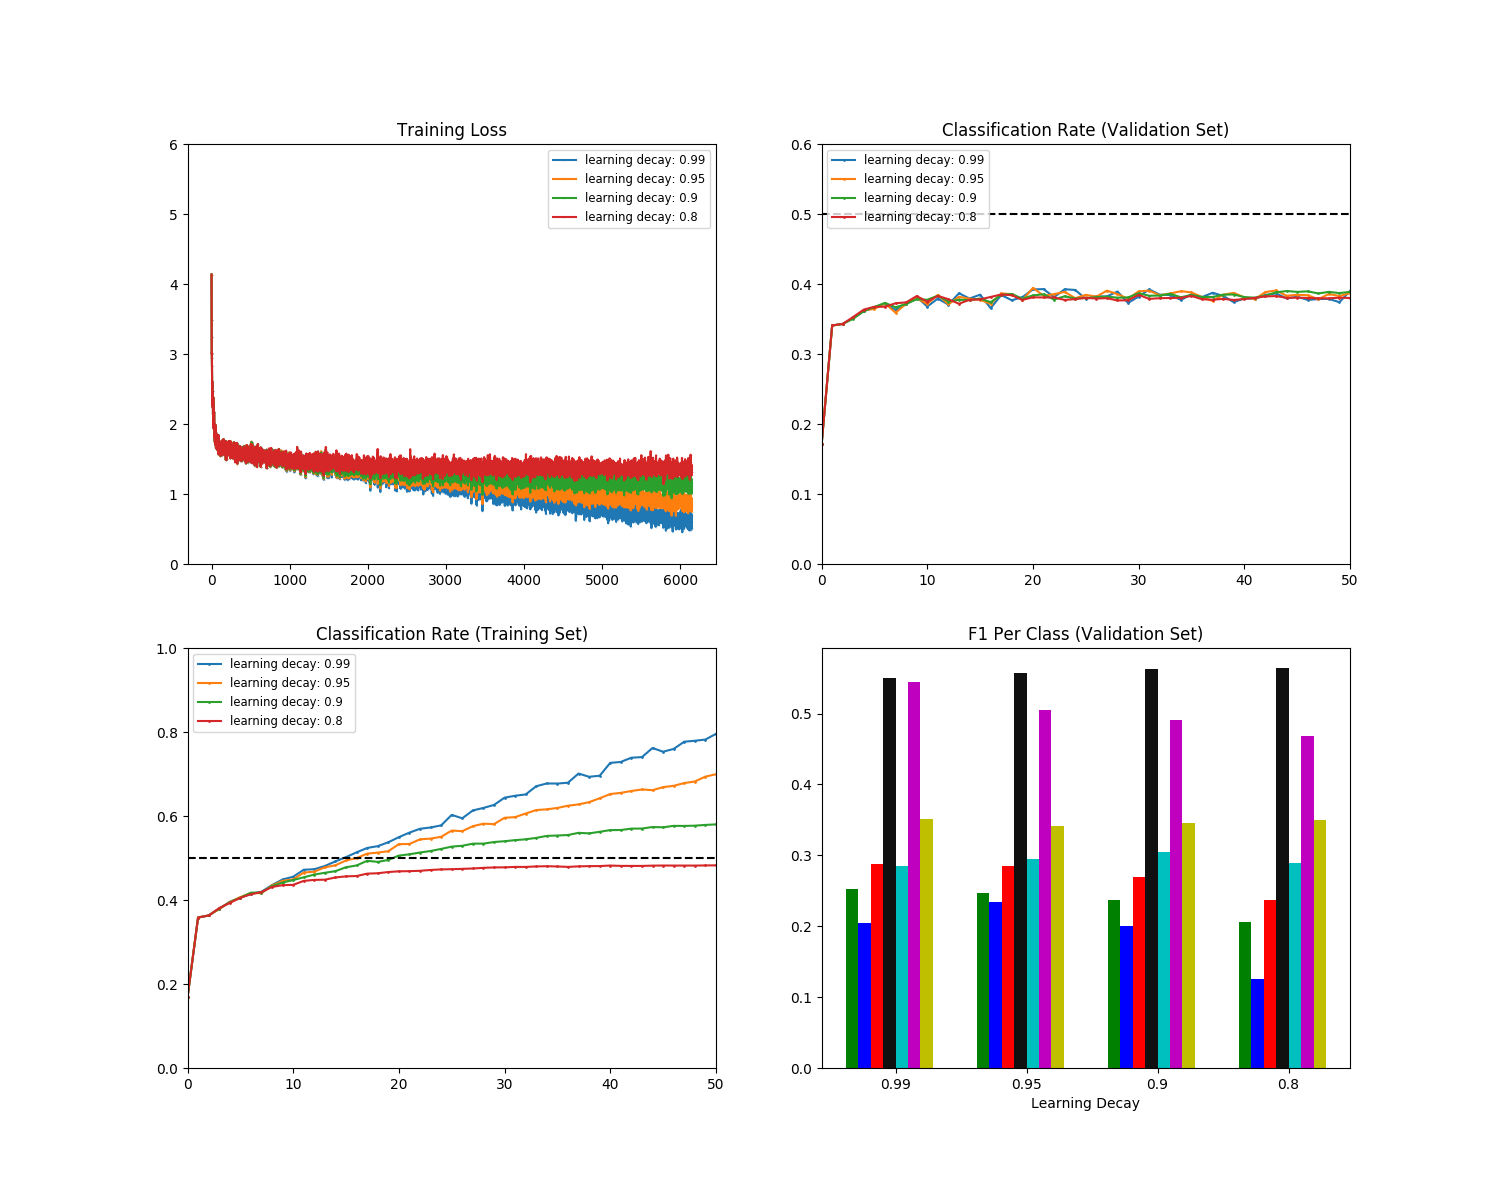 Training Loss
6
5
4
3
2
1
0
0 1000 2000 3000 4000 5000 6000
learning decay: 0.99
learning decay: 0.95
learning decay: 0.9
learning decay: 0.8
Classification Rate (Validation Set)
0.6
0.5
0.4
0.3
0.2
0.1
0.0
0 10 20 30 40 50
learning decay: 0.99
learning decay: 0.95
learning decay: 0.9
learning decay: 0.8
Classification Rate (Training Set)
1.0
0.8
0.6
0.4
0.2
0.0
0 10 20 30 40 50
learning decay: 0.99
learning decay: 0.95
learning decay: 0.9
learning decay: 0.8
F1 Per Class (Validation Set)
0.5
0.4
0.3
0.2
0.1
0.0
0.99 0.95 0.9 0.8
Learning Decay